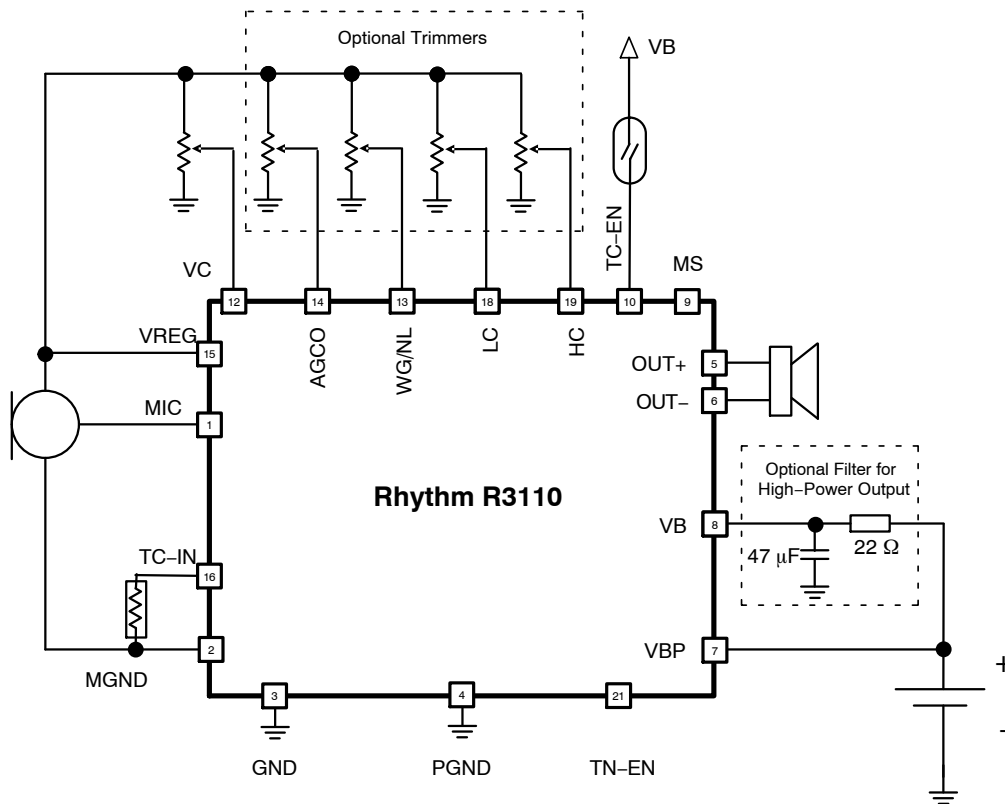 Optional Trimmers
VB
TC−EN
VC
MS
12
14
13
18
19
10
9
VREG
15
AGCO
WG/NL
LC
HC
OUT+
5
MIC
1
OUT−
6
Optional Filter for
High−Power Output
Rhythm R3110
VB
8
47 μF
22 Ω
TC−IN
16
2
VBP
7
MGND
+
-
3
4
21
GND
PGND
TN−EN